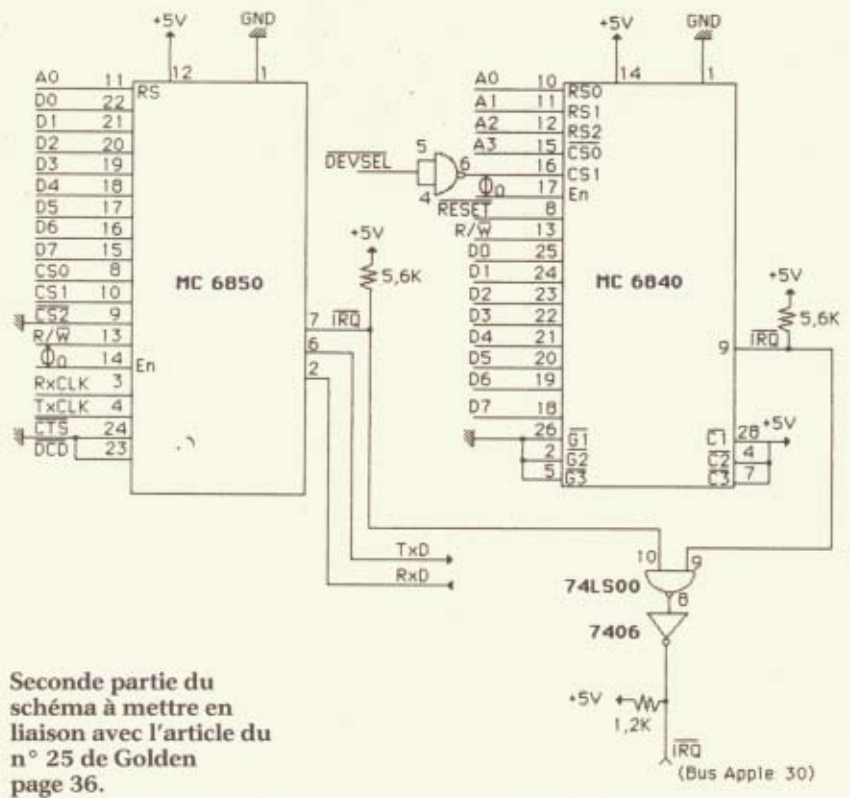 +5V
GND
12
1
A0 11 RS
D0 22
D1 21
D2 20
D3 19
D4 18
D5 17
D6 16
D7 15
CS0 8
CS1 10
CS2 9
R/W 13
Φ0 14 En
RxCLK 3
TxCLK 4
CTS 24
DCD 23
MC 6850
+5V
5,6K
7 IRQ
6
2
TxD
RxD
+5V
GND
14
1
A0 10 RS0
A1 11 RS1
A2 12 RS2
A3 15 CS0
DEVSEL 5 4 6 16 CS1
Φ0 17 En
RESET 8
R/W 13
D0 25
D1 24
D2 23
D3 22
D4 21
D5 20
D6 19
D7 18
26 G1
2 G2
5 G3
MC 6840
+5V
5,6K
9 IRQ
C1 28 +5V
C2 4
C3 7
10 9
74LS00
8
7406
+5V
1,2K
IRQ
(Bus Apple 30)
Seconde partie du
schéma à mettre en
liaison avec l'article du
n° 25 de Golden
page 36.